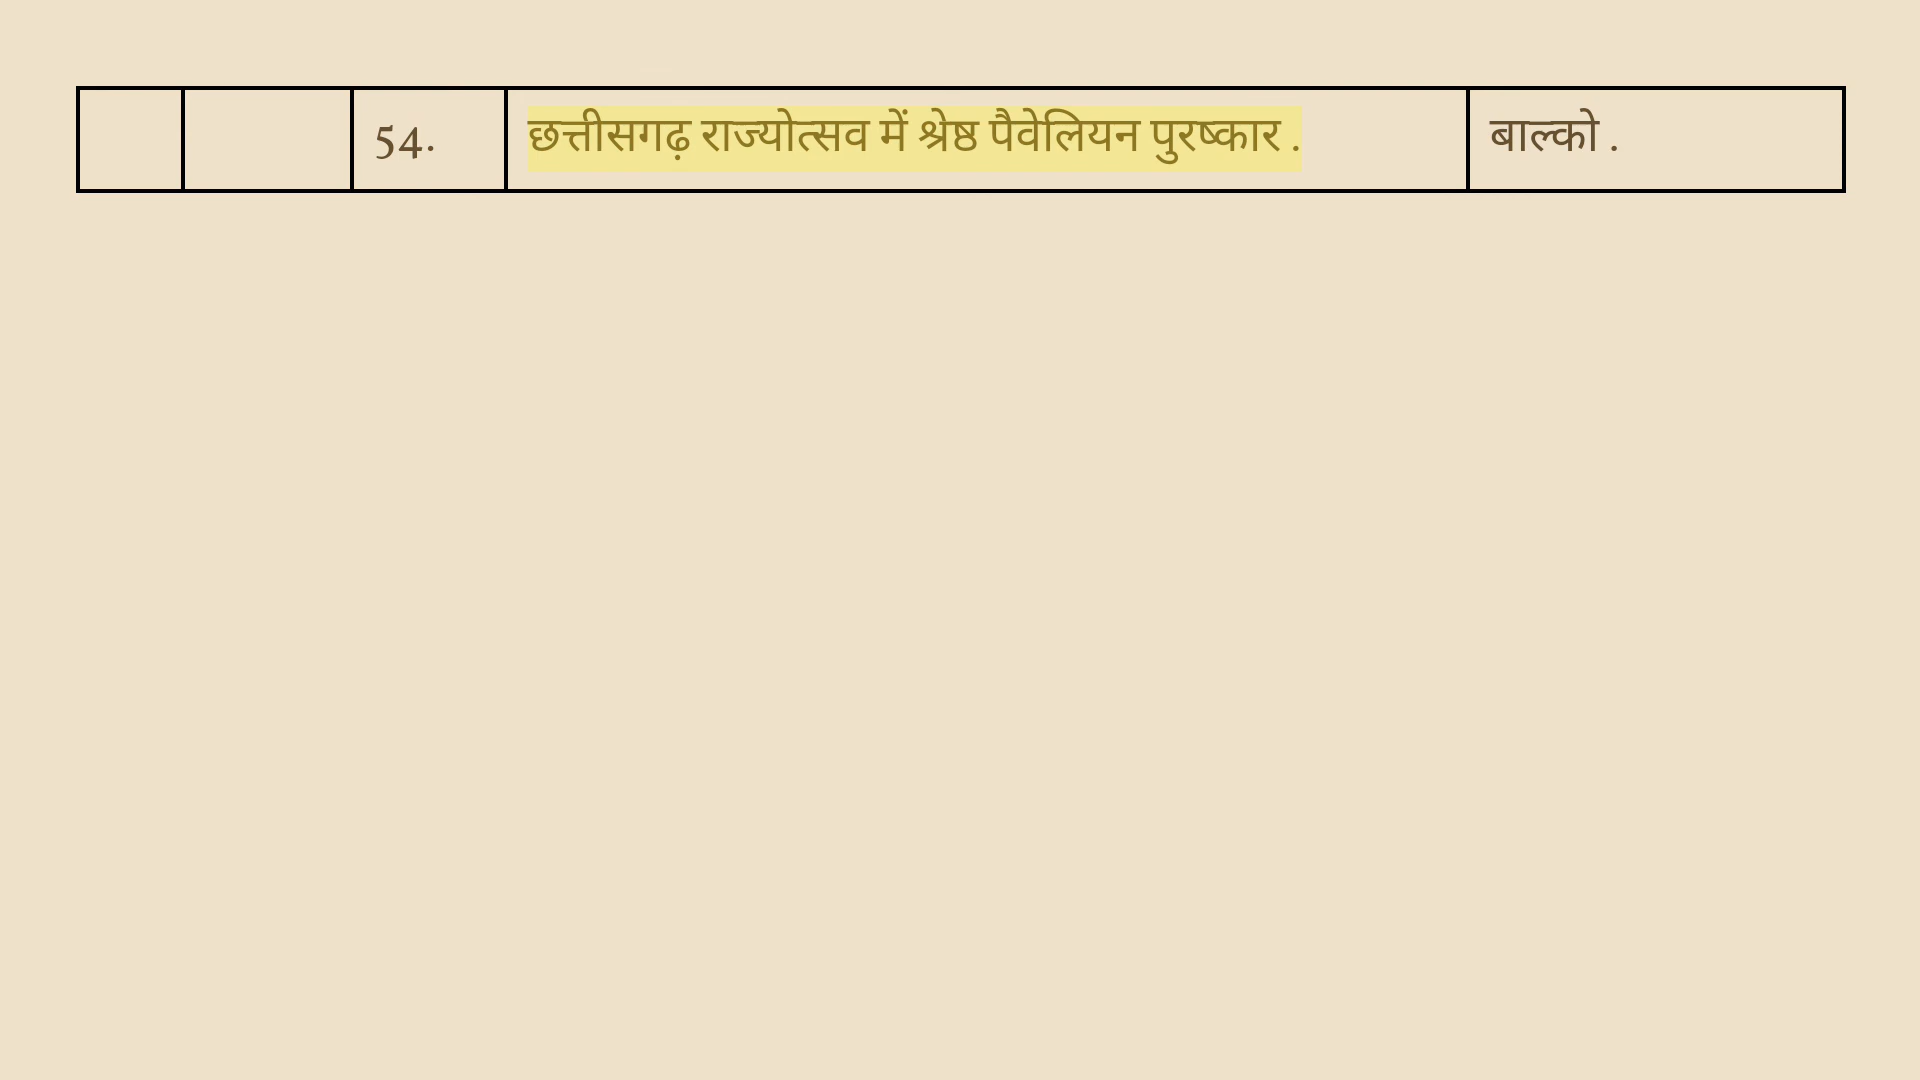 54. छत्तीसगढ़ राज्योत्सव में श्रेष्ठ पैवेलियन पुरष्कार . बाल्को .